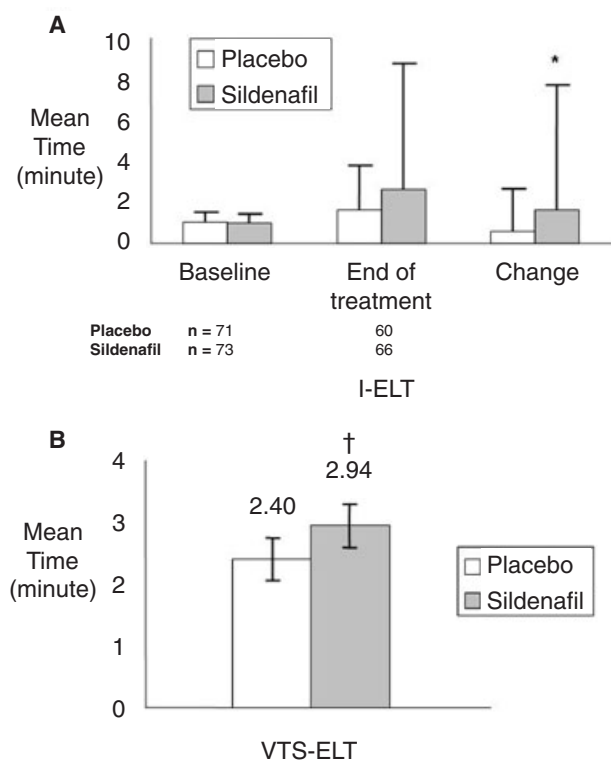 A
10
8
6
4
2
0
Mean
Time
(minute)
Placebo
Sildenafil
*
Baseline
End of
treatment
Change
Placebo n = 71 60
Sildenafil n = 73 66
I-ELT
B
4
3
2
1
0
Mean
Time
(minute)
2.40
†
2.94
Placebo
Sildenafil
VTS-ELT